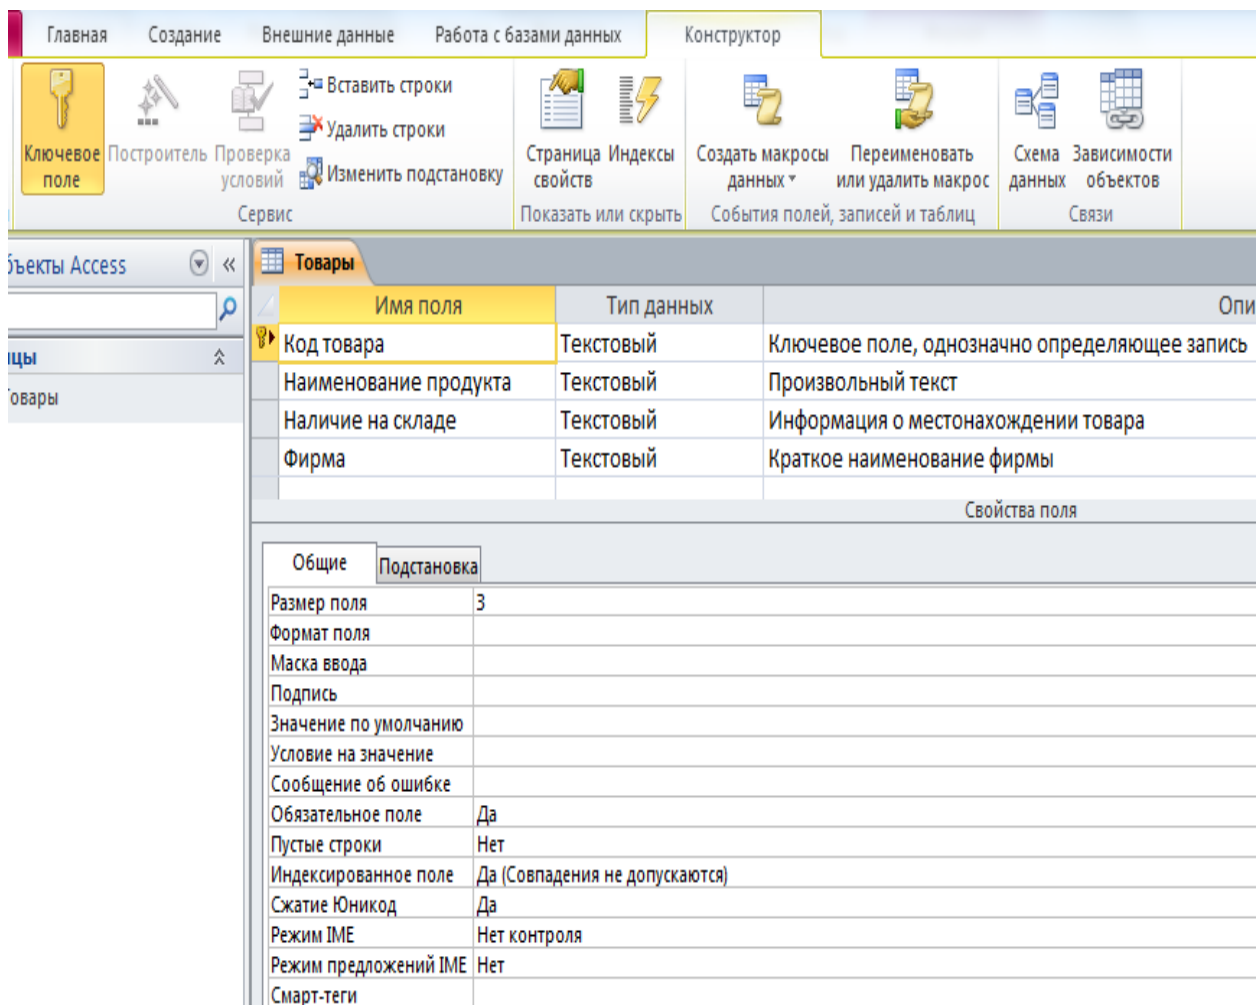 Главная Создание Внешние данные Работа с базами данных Конструктор
Ключевое поле
Построитель
Проверка условий
Вставить строки
Удалить строки
Изменить подстановку
Страница свойств
Индексы
Создать макросы данных
Переименовать или удалить макрос
Схема данных
Зависимости объектов
Сервис Показать или скрыть События полей, записей и таблиц Связи
бъекты Access «
Товары
Имя поля Тип данных Опи
Код товара Текстовый Ключевое поле, однозначно определяющее запись
цы
Наименование продукта Текстовый Произвольный текст
овары
Наличие на складе Текстовый Информация о местонахождении товара
Фирма Текстовый Краткое наименование фирмы
Свойства поля
Общие Подстановка
Размер поля 3
Формат поля
Маска ввода
Подпись
Значение по умолчанию
Условие на значение
Сообщение об ошибке
Обязательное поле Да
Пустые строки Нет
Индексированное поле Да (Совпадения не допускаются)
Сжатие Юникод Да
Режим IME Нет контроля
Режим предложений IME Нет
Смарт-теги